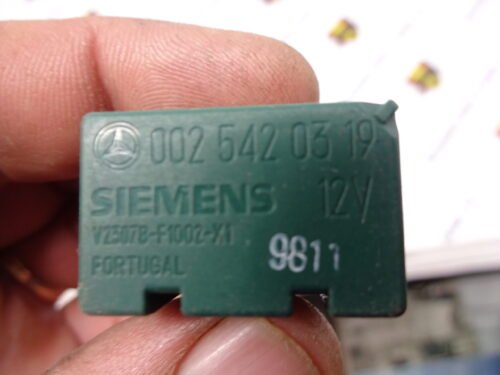 002 542 03 19
SIEMENS 12V
V23078-F1002-X1
PORTUGAL 9811